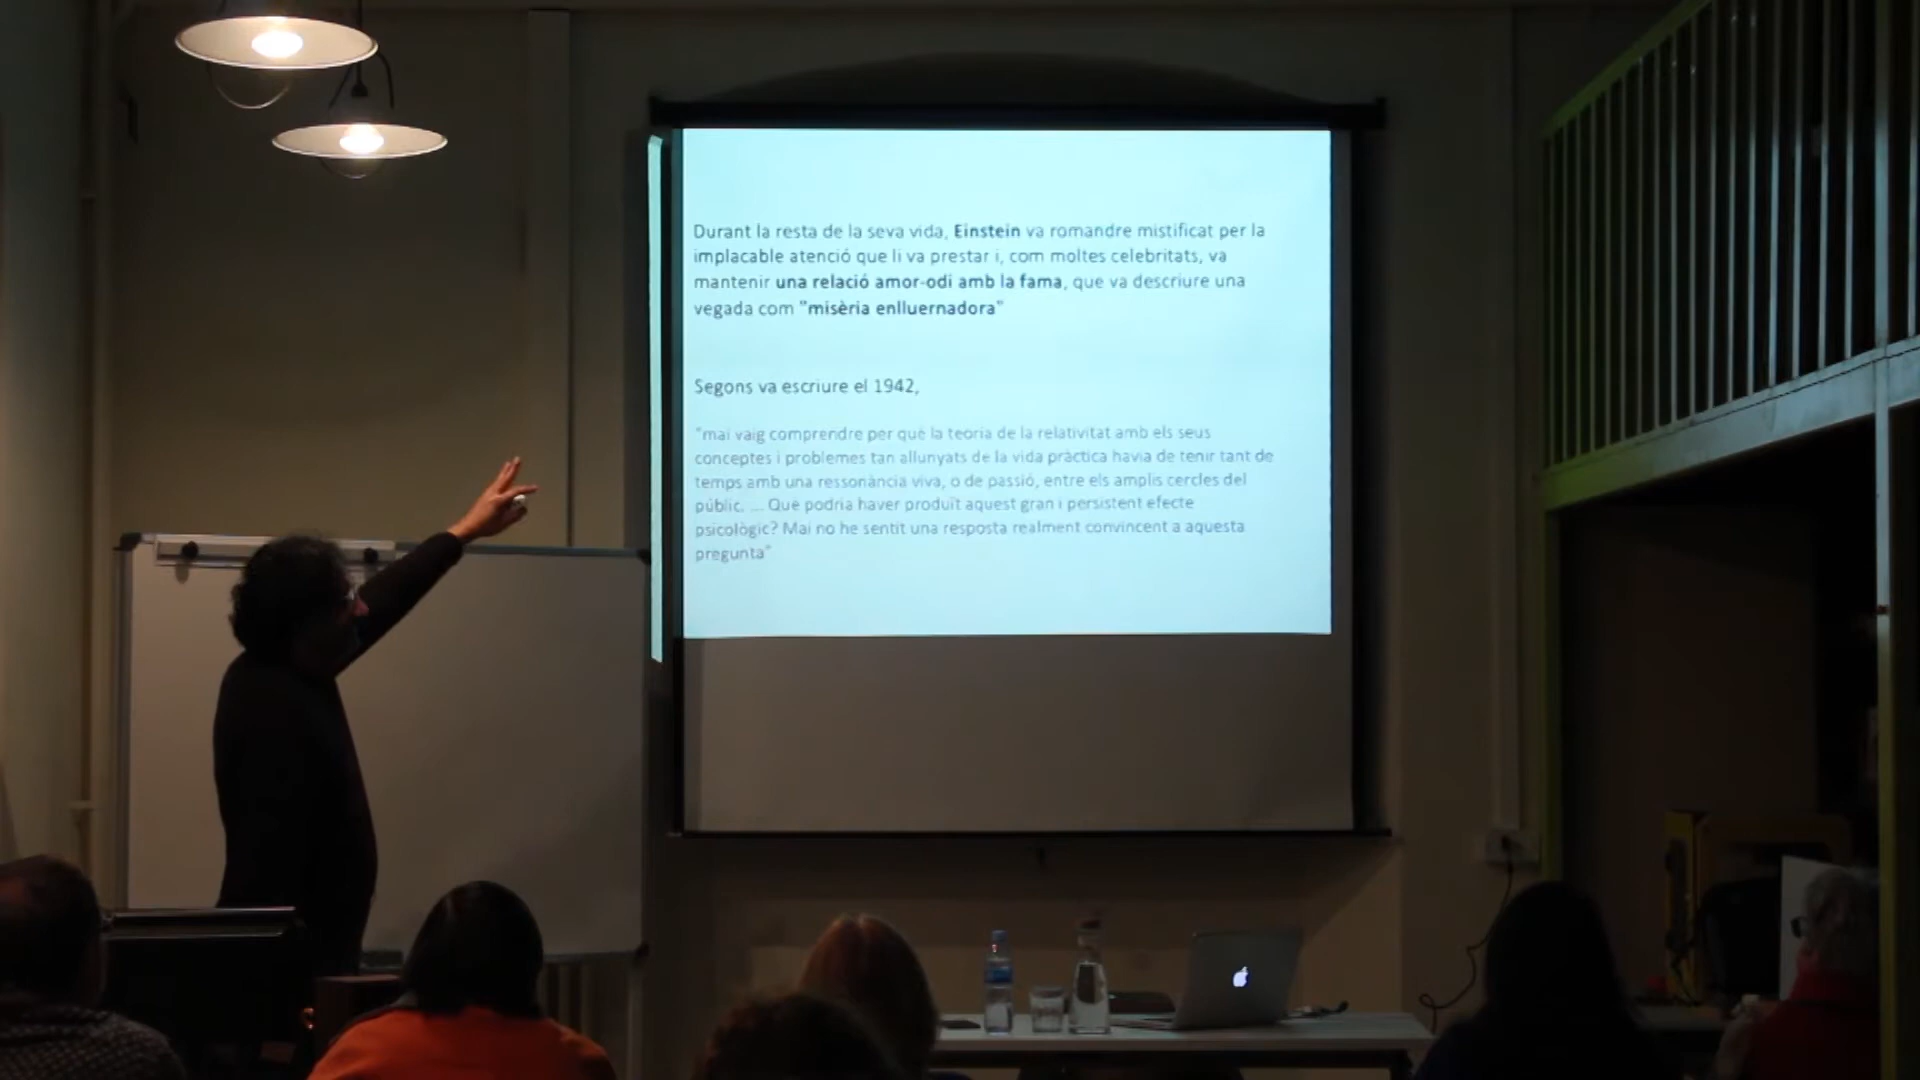 Durant la resta de la seva vida, Einstein va romandre mistificat per la
implacable atenció que li va prestar i, com moltes celebritats, va
mantenir una relació amor-odi amb la fama, que va descriure una
vegada com "misèria enlluernadora"
Segons va escriure el 1942,
"mai vaig comprendre per què la teoria de la relativitat amb els seus
conceptes i problemes tan allunyats de la vida pràctica havia de tenir tant de
temps amb una ressonància viva, o de passió, entre els amplis cercles del
públic. ... Què podria haver produït aquest gran i persistent efecte
psicològic? Mai no he sentit una resposta realment convincent a aquesta
pregunta"